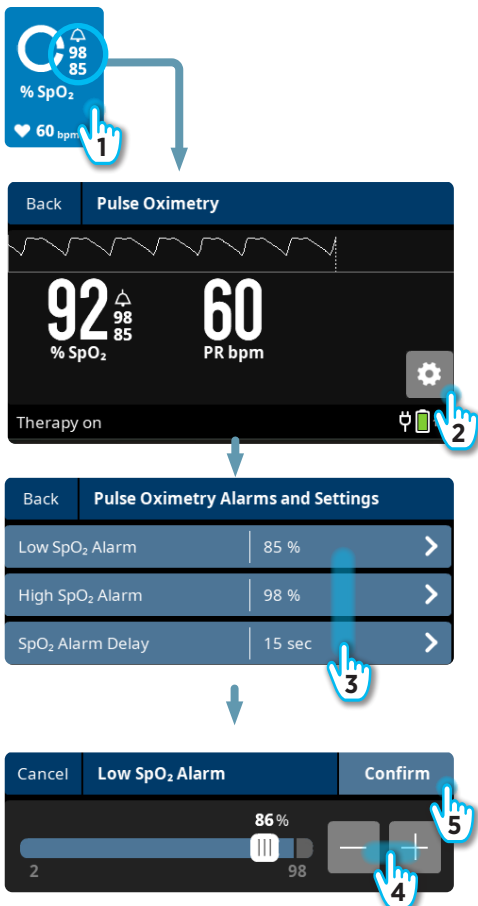 98
85
% SpO₂
60 bpm
1
Back Pulse Oximetry
92 98 60
85
% SpO₂ PR bpm
Therapy on
2
Back Pulse Oximetry Alarms and Settings
Low SpO₂ Alarm 85 %
High SpO₂ Alarm 98 %
SpO₂ Alarm Delay 15 sec
3
Cancel Low SpO₂ Alarm Confirm
5
86 %
2 98
4